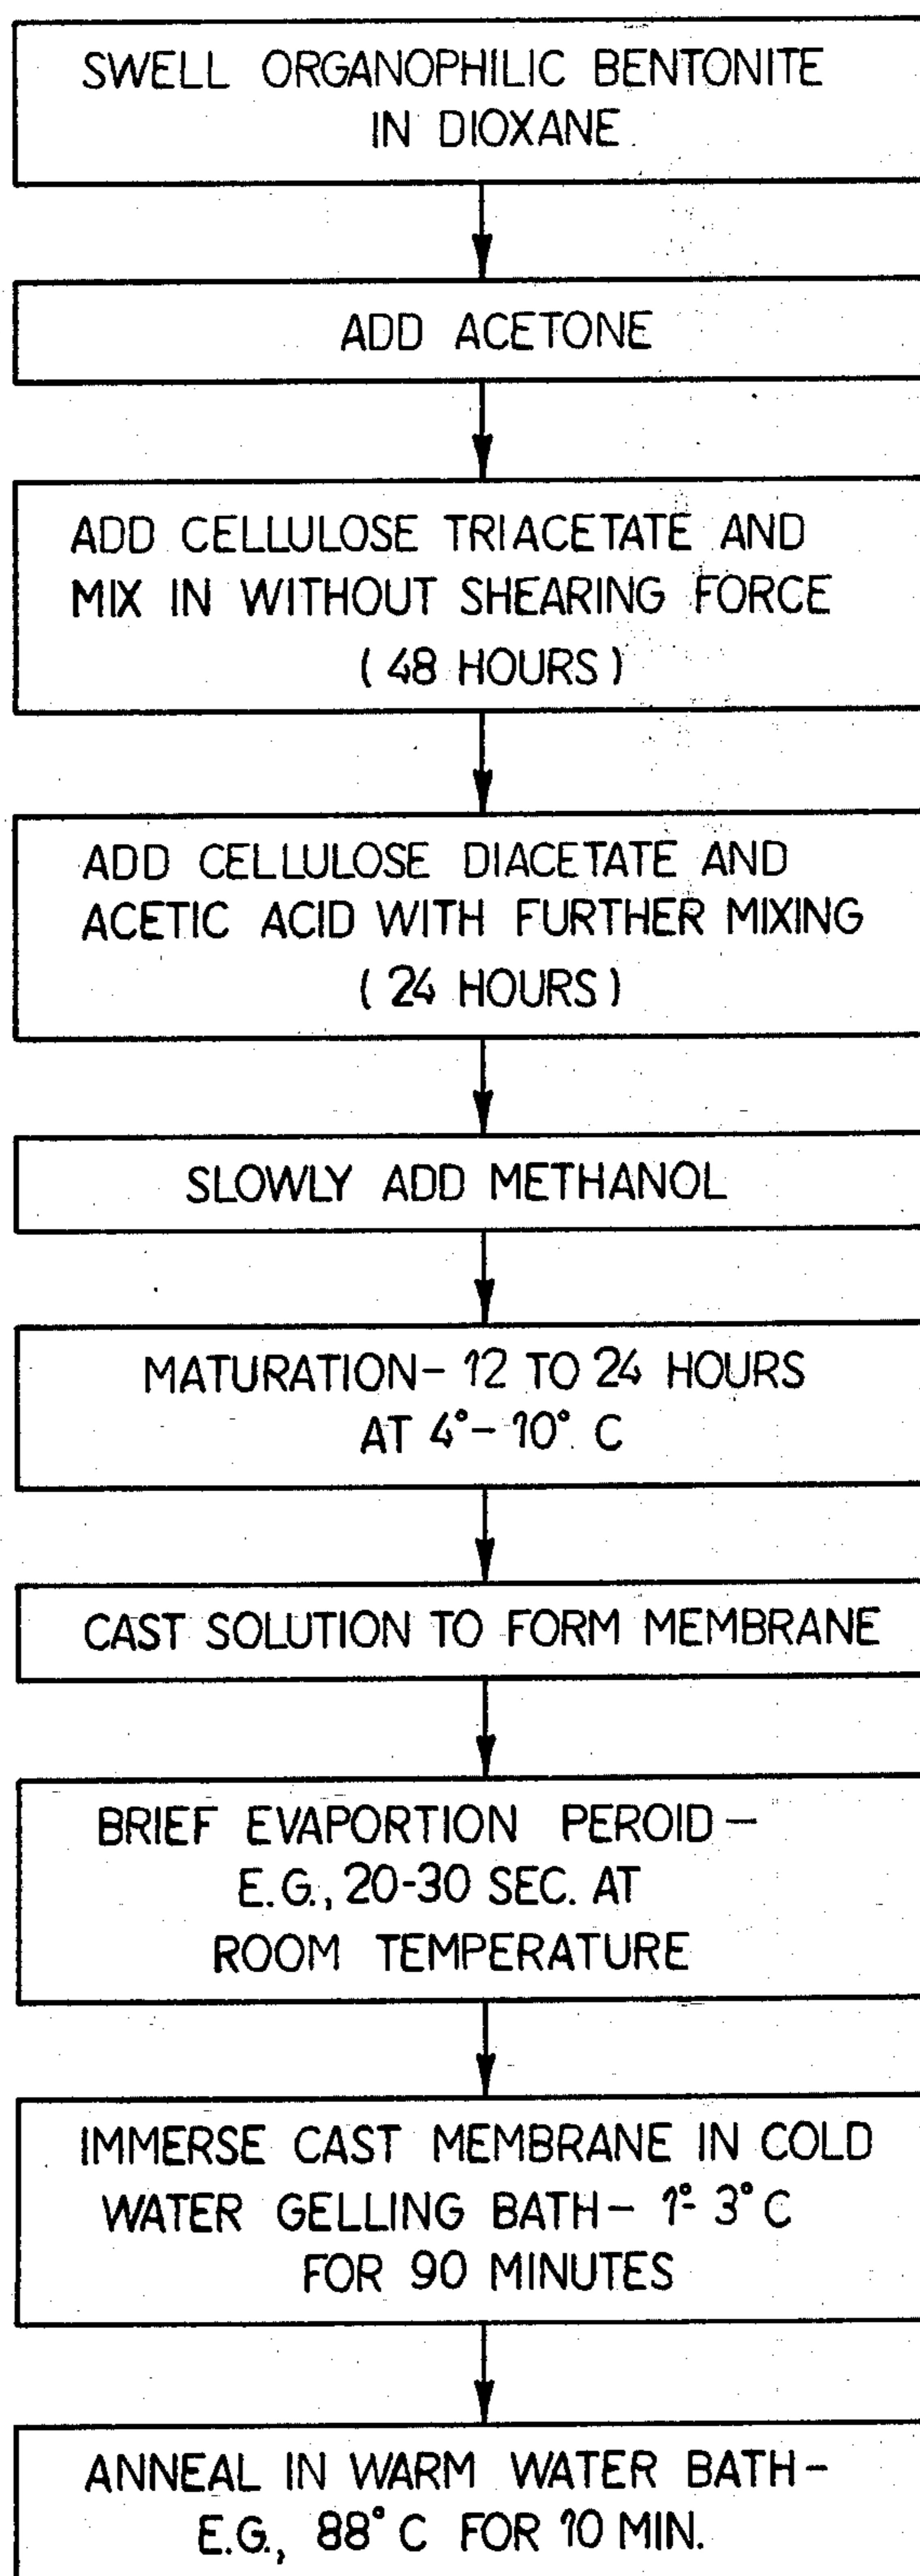 SWELL ORGANOPHILIC BENTONITE
IN DIOXANE
ADD ACETONE
ADD CELLULOSE TRIACETATE AND
MIX IN WITHOUT SHEARING FORCE
(48 HOURS)
ADD CELLULOSE DIACETATE AND
ACETIC ACID WITH FURTHER MIXING
(24 HOURS)
SLOWLY ADD METHANOL
MATURATION- 12 TO 24 HOURS
AT 4°- 10° C
CAST SOLUTION TO FORM MEMBRANE
BRIEF EVAPORTION PEROID-
E.G., 20-30 SEC. AT
ROOM TEMPERATURE
IMMERSE CAST MEMBRANE IN COLD
WATER GELLING BATH- 1°- 3° C
FOR 90 MINUTES
ANNEAL IN WARM WATER BATH-
E.G., 88° C FOR 10 MIN.